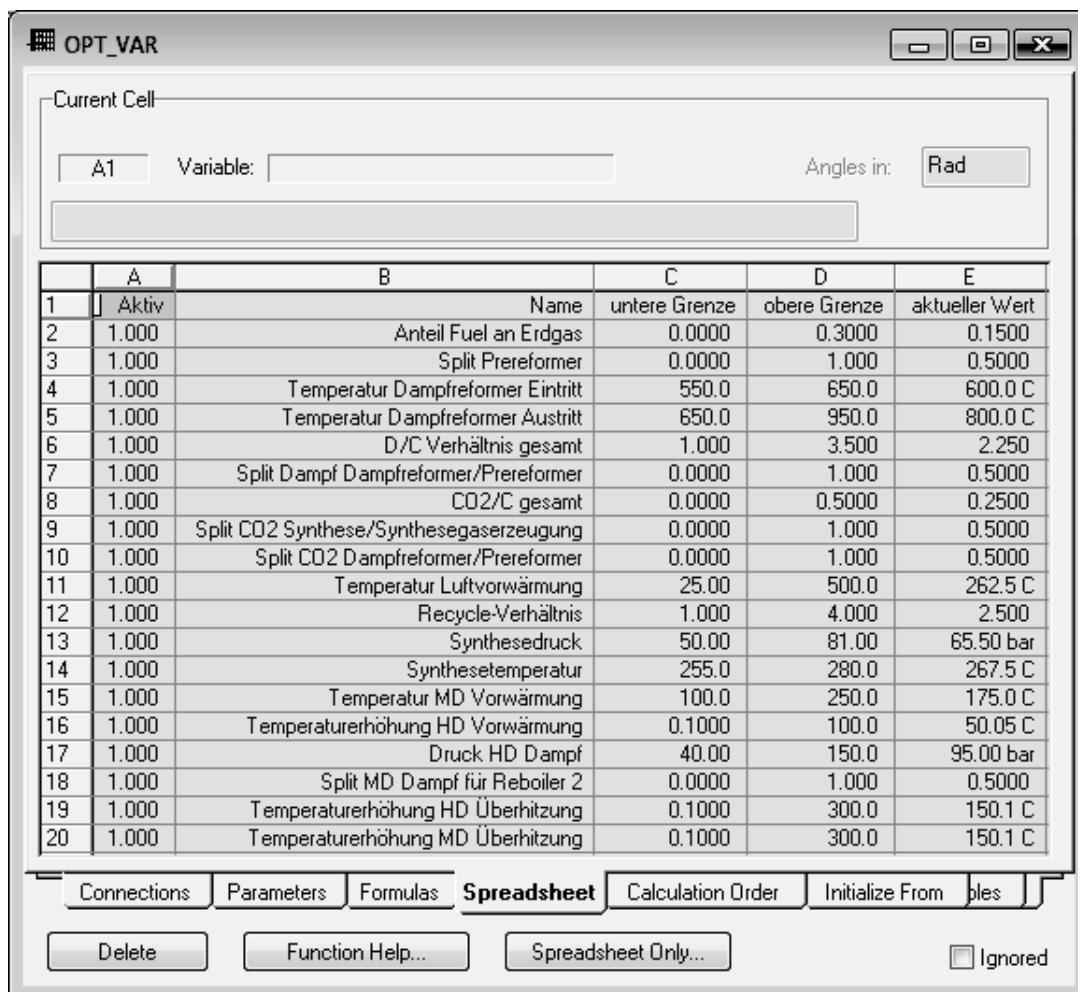 OPT_VAR
Current Cell
A1 Variable: Angles in: Rad
A B C D E
1 Aktiv Name untere Grenze obere Grenze aktueller Wert
2 1.000 Anteil Fuel an Erdgas 0.0000 0.3000 0.1500
3 1.000 Split Prereformer 0.0000 1.000 0.5000
4 1.000 Temperatur Dampfreformer Eintritt 550.0 650.0 600.0 C
5 1.000 Temperatur Dampfreformer Austritt 650.0 950.0 800.0 C
6 1.000 D/C Verhältnis gesamt 1.000 3.500 2.250
7 1.000 Split Dampf Dampfreformer/Prereformer 0.0000 1.000 0.5000
8 1.000 CO2/C gesamt 0.0000 0.5000 0.2500
9 1.000 Split CO2 Synthese/Synthesegaserzeugung 0.0000 1.000 0.5000
10 1.000 Split CO2 Dampfreformer/Prereformer 0.0000 1.000 0.5000
11 1.000 Temperatur Luftvorwärmung 25.00 500.0 262.5 C
12 1.000 Recycle-Verhältnis 1.000 4.000 2.500
13 1.000 Synthesedruck 50.00 81.00 65.50 bar
14 1.000 Synthesetemperatur 255.0 280.0 267.5 C
15 1.000 Temperatur MD Vorwärmung 100.0 250.0 175.0 C
16 1.000 Temperaturerhöhung HD Vorwärmung 0.1000 100.0 50.05 C
17 1.000 Druck HD Dampf 40.00 150.0 95.00 bar
18 1.000 Split MD Dampf für Reboiler 2 0.0000 1.000 0.5000
19 1.000 Temperaturerhöhung HD Überhitzung 0.1000 300.0 150.1 C
20 1.000 Temperaturerhöhung MD Überhitzung 0.1000 300.0 150.1 C
Connections Parameters Formulas Spreadsheet Calculation Order Initialize From bles
Delete Function Help... Spreadsheet Only... Ignored